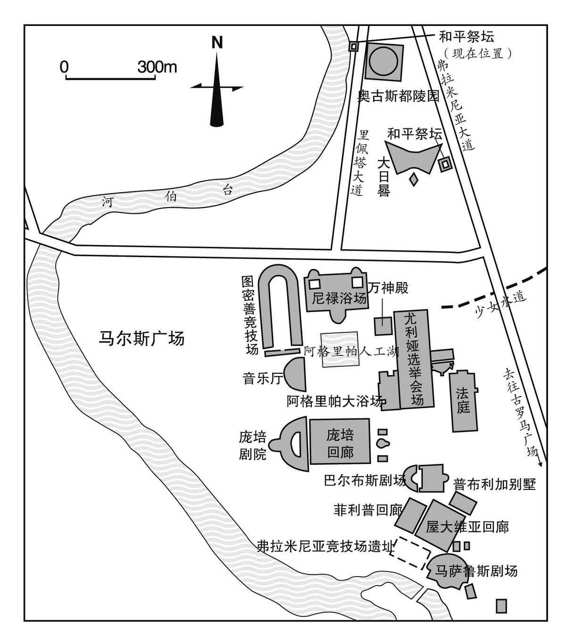 N
0
300m
和平祭坛
（现在位置）
弗拉米尼亚大道
奥古斯都陵园
里佩塔大道
和平祭坛
大日晷
台伯河
图密善竞技场
尼禄浴场
万神殿
少女水道
马尔斯广场
阿格里帕人工湖
尤利娅选举会场
音乐厅
阿格里帕大浴场
法庭
去往古罗马广场
庞培
剧院
庞培
回廊
巴尔布斯剧场
普布利加别墅
菲利普回廊
屋大维亚回廊
弗拉米尼亚竞技场遗址
马萨鲁斯剧场